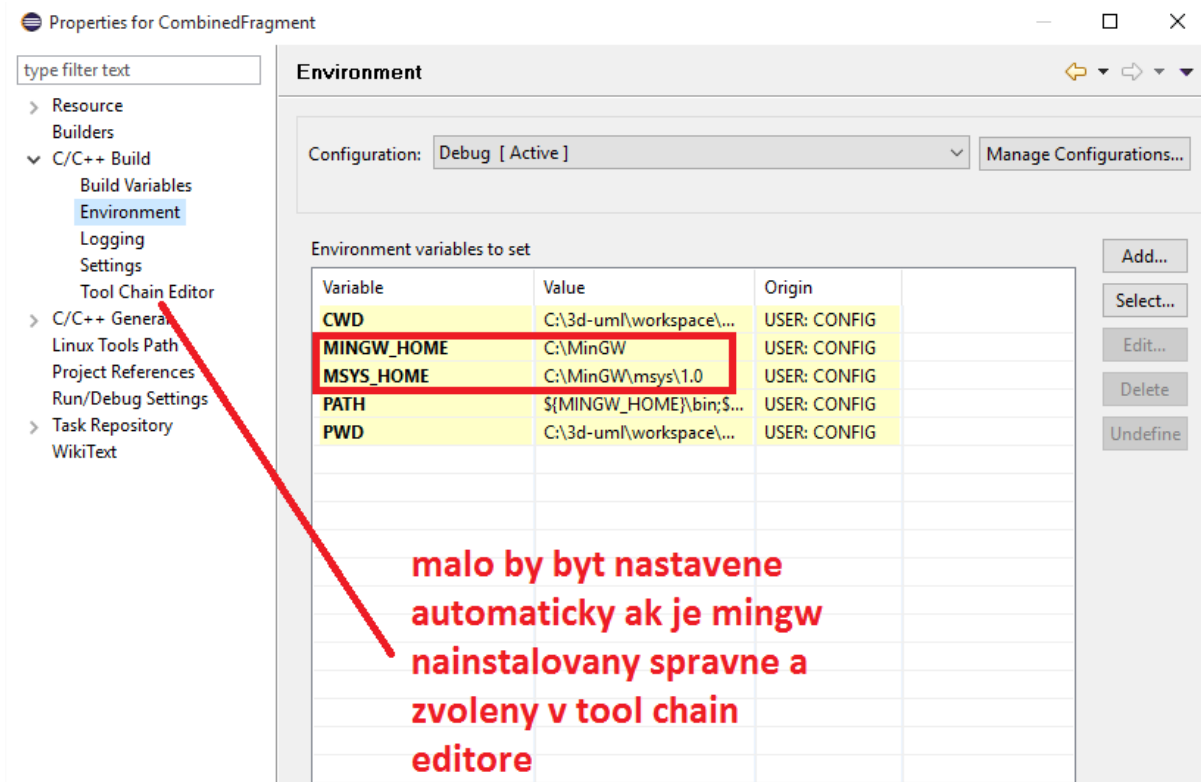 Properties for CombinedFragment
type filter text
Environment
Resource
Builders
C/C++ Build
Build Variables
Environment
Logging
Settings
Tool Chain Editor
C/C++ General
Linux Tools Path
Project References
Run/Debug Settings
Task Repository
WikiText
Configuration: Debug [ Active ] Manage Configurations...
Environment variables to set
Variable Value Origin
CWD C:\3d-uml\workspace\... USER: CONFIG
MINGW_HOME C:\MinGW USER: CONFIG
MSYS_HOME C:\MinGW\msys\1.0 USER: CONFIG
PATH ${MINGW_HOME}\bin;$... USER: CONFIG
PWD C:\3d-uml\workspace\... USER: CONFIG
Add...
Select...
Edit...
Delete
Undefine
malo by byt nastavene
automaticky ak je mingw
nainstalovany spravne a
zvoleny v tool chain
editore